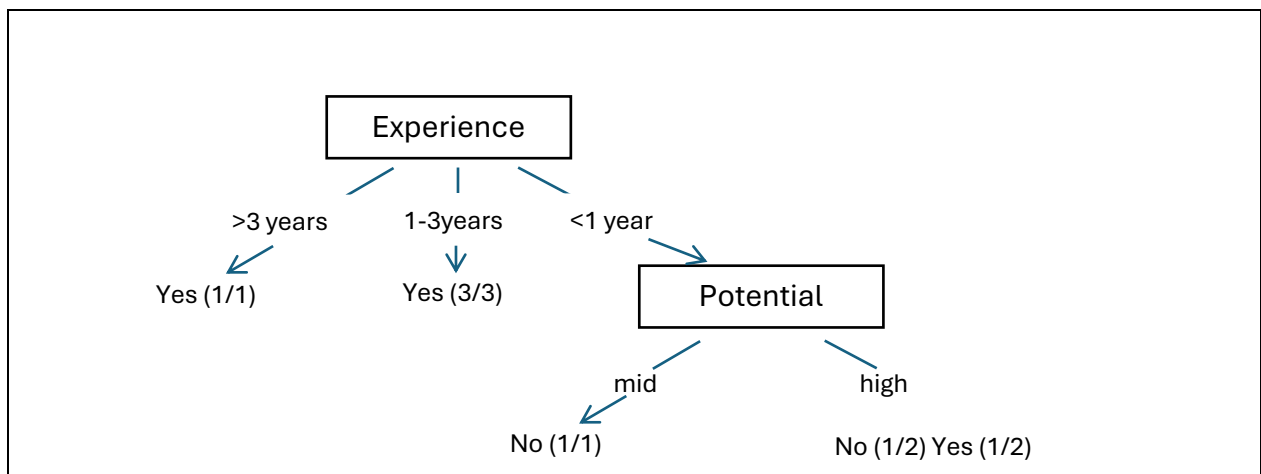 Experience
>3 years 1-3years <1 year
Yes (1/1) Yes (3/3) Potential
mid high
No (1/1) No (1/2) Yes (1/2)